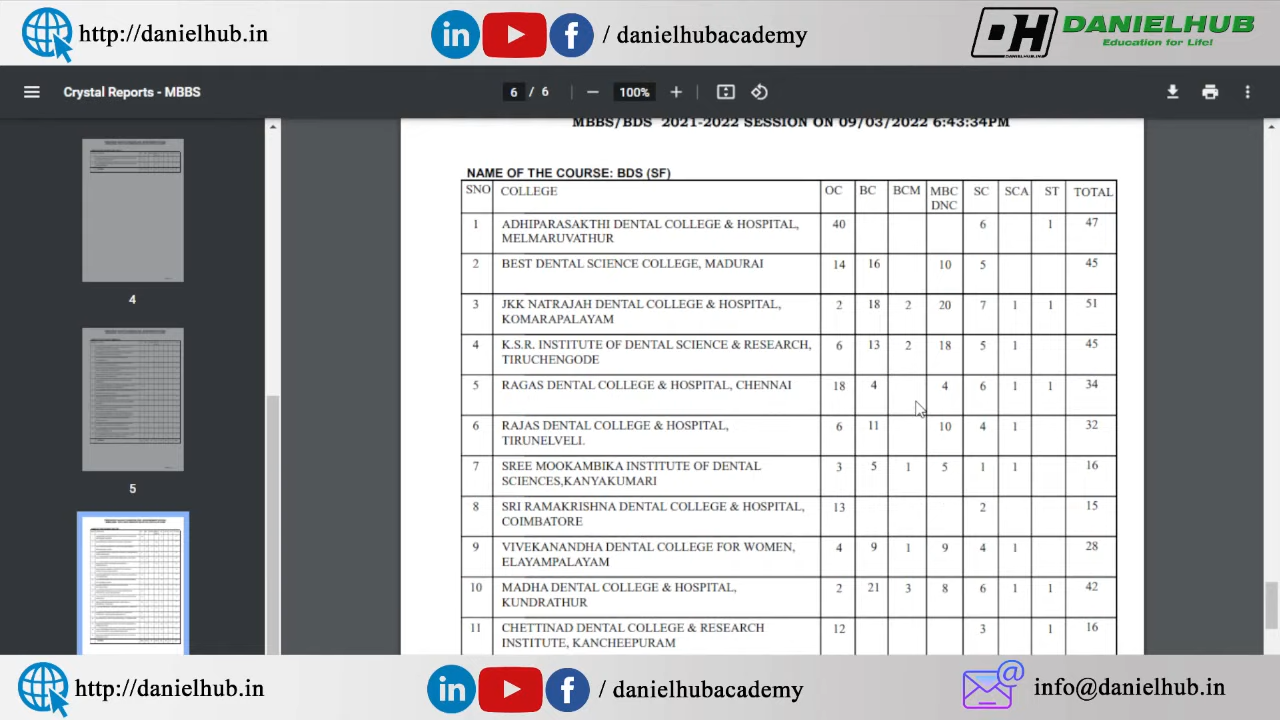 http://danielhub.in
in f / danielhubacademy
DH DANIELHUB
DANIELHUB.IN
Education for Life!
Crystal Reports - MBBS
6 / 6
100%
MBBS/BDS 2021-2022 SESSION ON 09/03/2022 6:43:34PM
NAME OF THE COURSE: BDS (SF)
SNO COLLEGE OC BC BCM MBC DNC SC SCA ST TOTAL
1 ADHIPARASAKTHI DENTAL COLLEGE & HOSPITAL, 40 6 1 47
MELMARUVATHUR
2 BEST DENTAL SCIENCE COLLEGE, MADURAI 14 16 10 5 45
3 JKK NATRAJAH DENTAL COLLEGE & HOSPITAL, 2 18 2 20 7 1 1 51
KOMARAPALAYAM
4 K.S.R. INSTITUTE OF DENTAL SCIENCE & RESEARCH, 6 13 2 18 5 1 45
TIRUCHENGODE
5 RAGAS DENTAL COLLEGE & HOSPITAL, CHENNAI 18 4 4 6 1 1 34
6 RAJAS DENTAL COLLEGE & HOSPITAL, 6 11 10 4 1 32
TIRUNELVELI.
7 SREE MOOKAMBIKA INSTITUTE OF DENTAL 3 5 1 5 1 1 16
SCIENCES,KANYAKUMARI
8 SRI RAMAKRISHNA DENTAL COLLEGE & HOSPITAL, 13 2 15
COIMBATORE
9 VIVEKANANDHA DENTAL COLLEGE FOR WOMEN, 4 9 1 9 4 1 28
ELAYAMPALAYAM
10 MADHA DENTAL COLLEGE & HOSPITAL, 2 21 3 8 6 1 1 42
KUNDRATHUR
11 CHETTINAD DENTAL COLLEGE & RESEARCH 12 3 1 16
INSTITUTE, KANCHEEPURAM
4
5
http://danielhub.in
in f / danielhubacademy
@ info@danielhub.in